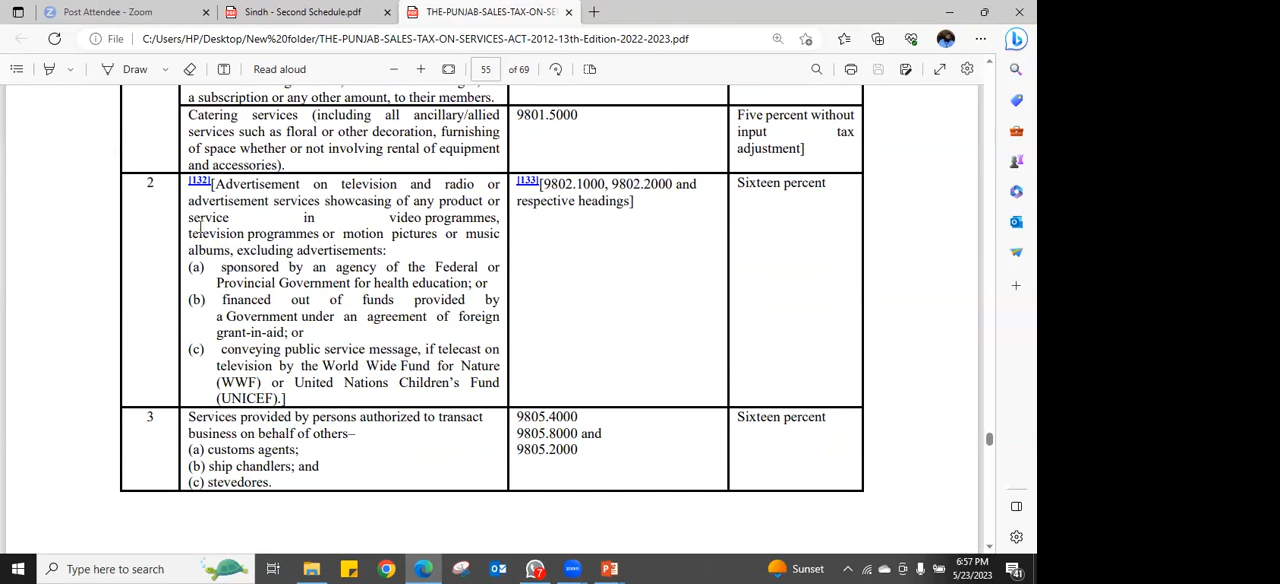 Post Attendee - Zoom
Sindh - Second Schedule.pdf
THE-PUNJAB-SALES-TAX-ON-SE
File
C:/Users/HP/Desktop/New%20folder/THE-PUNJAB-SALES-TAX-ON-SERVICES-ACT-2012-13th-Edition-2022-2023.pdf
Draw
Read aloud
55 of 69
a subscription or any other amount, to their members.
Catering services (including all ancillary/allied
services such as floral or other decoration, furnishing
of space whether or not involving rental of equipment
and accessories).
9801.5000
Five percent without
input tax
adjustment]
2
[132][Advertisement on television and radio or
advertisement services showcasing of any product or
service in video programmes,
television programmes or motion pictures or music
albums, excluding advertisements:
(a) sponsored by an agency of the Federal or
Provincial Government for health education; or
(b) financed out of funds provided by
a Government under an agreement of foreign
grant-in-aid; or
(c) conveying public service message, if telecast on
television by the World Wide Fund for Nature
(WWF) or United Nations Children's Fund
(UNICEF).]
[133][9802.1000, 9802.2000 and
respective headings]
Sixteen percent
3
Services provided by persons authorized to transact
business on behalf of others–
(a) customs agents;
(b) ship chandlers; and
(c) stevedores.
9805.4000
9805.8000 and
9805.2000
Sixteen percent
Type here to search
Sunset
6:57 PM
5/23/2023
41